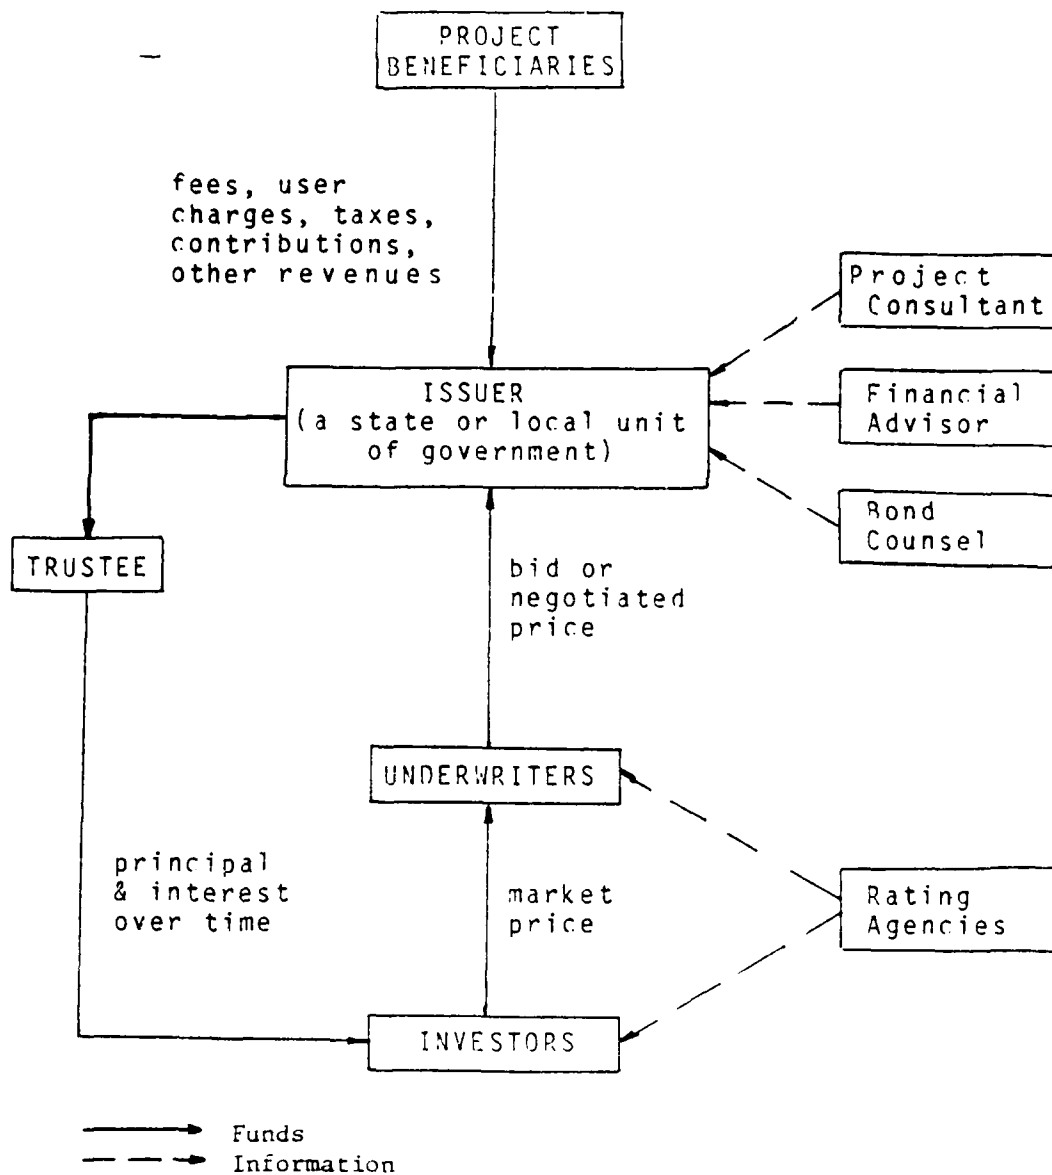 PROJECT
BENEFICIARIES
fees, user
charges, taxes,
contributions,
other revenues
Project
Consultant
ISSUER
(a state or local unit
of government)
Financial
Advisor
Bond
Counsel
TRUSTEE
bid or
negotiated
price
UNDERWRITERS
principal
& interest
over time
market
price
Rating
Agencies
INVESTORS
Funds
Information